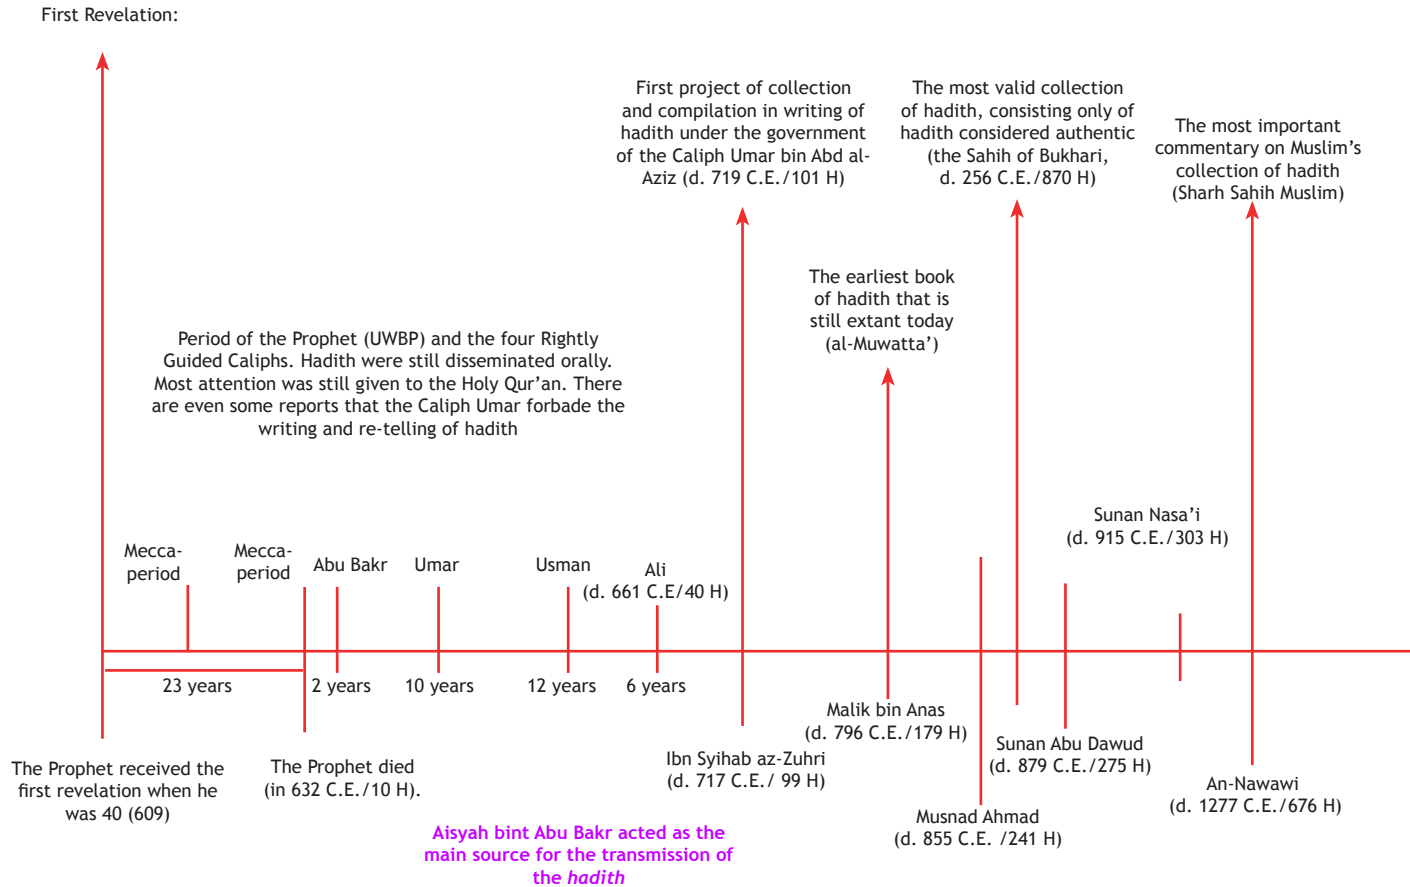 First Revelation:
First project of collection
and compilation in writing of
hadith under the government
of the Caliph Umar bin Abd al-
Aziz (d. 719 C.E./101 H)
The most valid collection
of hadith, consisting only of
hadith considered authentic
(the Sahih of Bukhari,
d. 256 C.E./870 H)
The most important
commentary on Muslim's
collection of hadith
(Sharh Sahih Muslim)
The earliest book
of hadith that is
still extant today
(al-Muwatta')
Period of the Prophet (UWBP) and the four Rightly
Guided Caliphs. Hadith were still disseminated orally.
Most attention was still given to the Holy Qur'an. There
are even some reports that the Caliph Umar forbade the
writing and re-telling of hadith
Sunan Nasa'i
(d. 915 C.E./303 H)
Mecca-
period
Mecca-
period
Abu Bakr
Umar
Usman
Ali
(d. 661 C.E/40 H)
23 years
2 years
10 years
12 years
6 years
Malik bin Anas
(d. 796 C.E./179 H)
Ibn Syihab az-Zuhri
(d. 717 C.E./ 99 H)
Sunan Abu Dawud
(d. 879 C.E./275 H)
The Prophet received the
first revelation when he
was 40 (609)
The Prophet died
(in 632 C.E./10 H).
An-Nawawi
(d. 1277 C.E./676 H)
Musnad Ahmad
(d. 855 C.E. /241 H)
Aisyah bint Abu Bakr acted as the
main source for the transmission of
the hadith